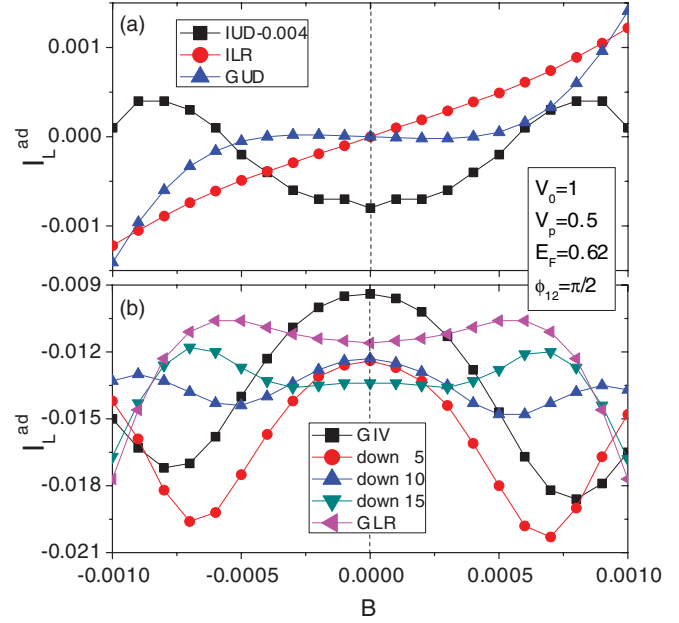 (a)
IUD-0.004
ILR
GUD
0.001
0.000
-0.001
I_L^ad
V_0=1
V_p=0.5
E_F=0.62
ϕ_12=π/2
(b)
-0.009
-0.012
-0.015
-0.018
-0.021
I_L^ad
GIV
down 5
down 10
down 15
GLR
-0.0010 -0.0005 0.0000 0.0005 0.0010
B